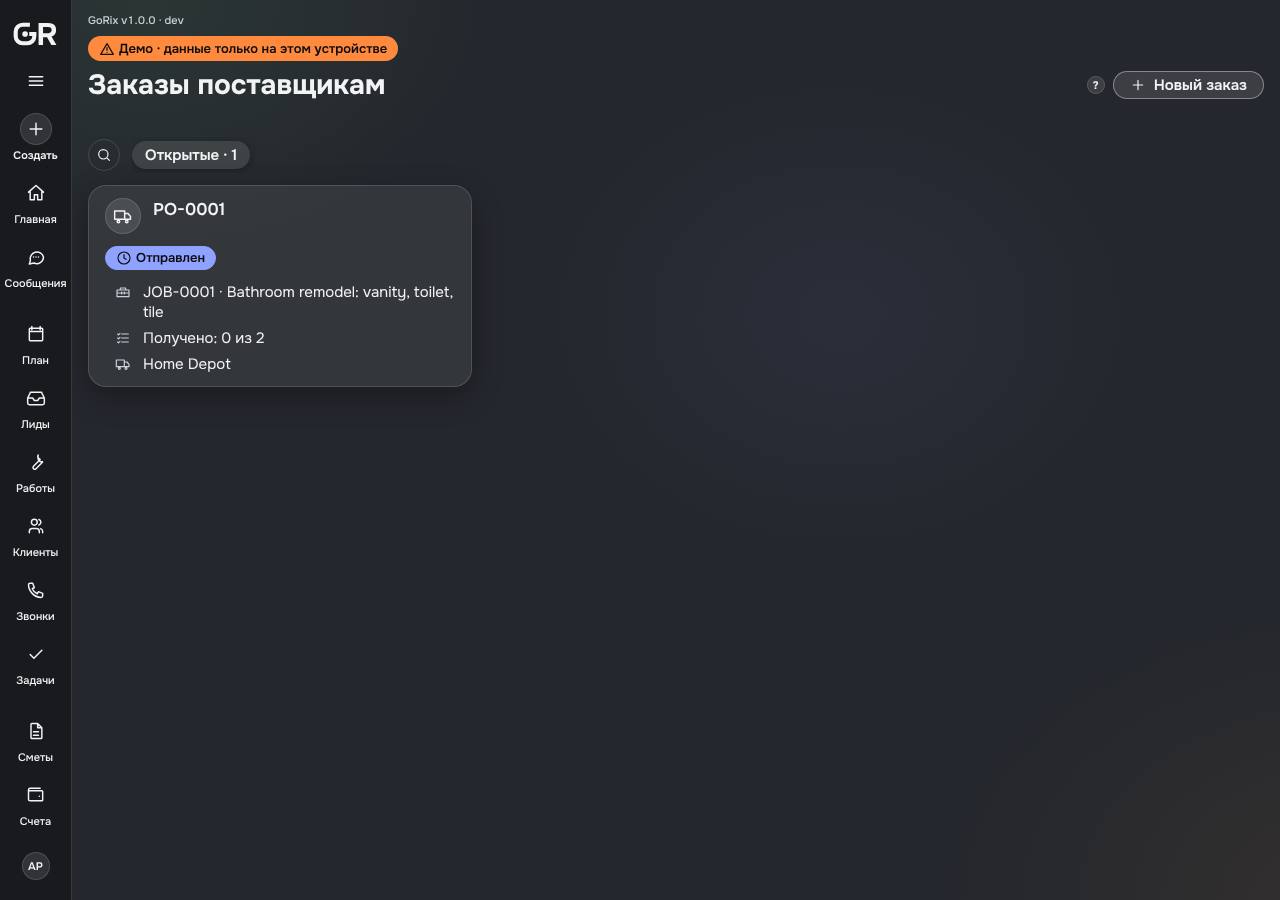 GR
GoRix v1.0.0 · dev
Демо · данные только на этом устройстве
Заказы поставщикам
?
Новый заказ
Создать
Открытые · 1
Главная
Сообщения
План
Лиды
Работы
Клиенты
Звонки
Задачи
Сметы
Счета
AP
PO-0001
Отправлен
JOB-0001 · Bathroom remodel: vanity, toilet,
tile
Получено: 0 из 2
Home Depot